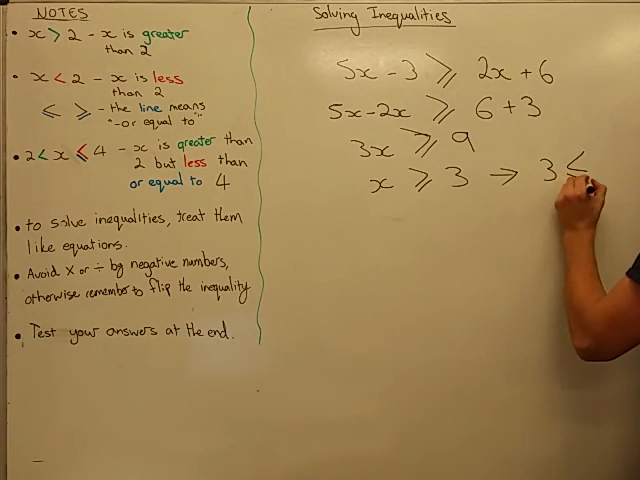 NOTES
• x > 2 - x is greater
than 2
• x < 2 - x is less
than 2
≤ ≥ - the line means
"-or equal to"..
• 2 < x ≤ 4 - x is greater than
2 but less than
or equal to 4
• to solve inequalities, treat them
like equations.
• Avoid × or ÷ by negative numbers,
otherwise remember to flip the inequality
• Test your answers at the end.
Solving Inequalities
5x - 3 ⩾ 2x + 6
5x - 2x ⩾ 6 + 3
3x ⩾ 9
x ⩾ 3 → 3 ≤